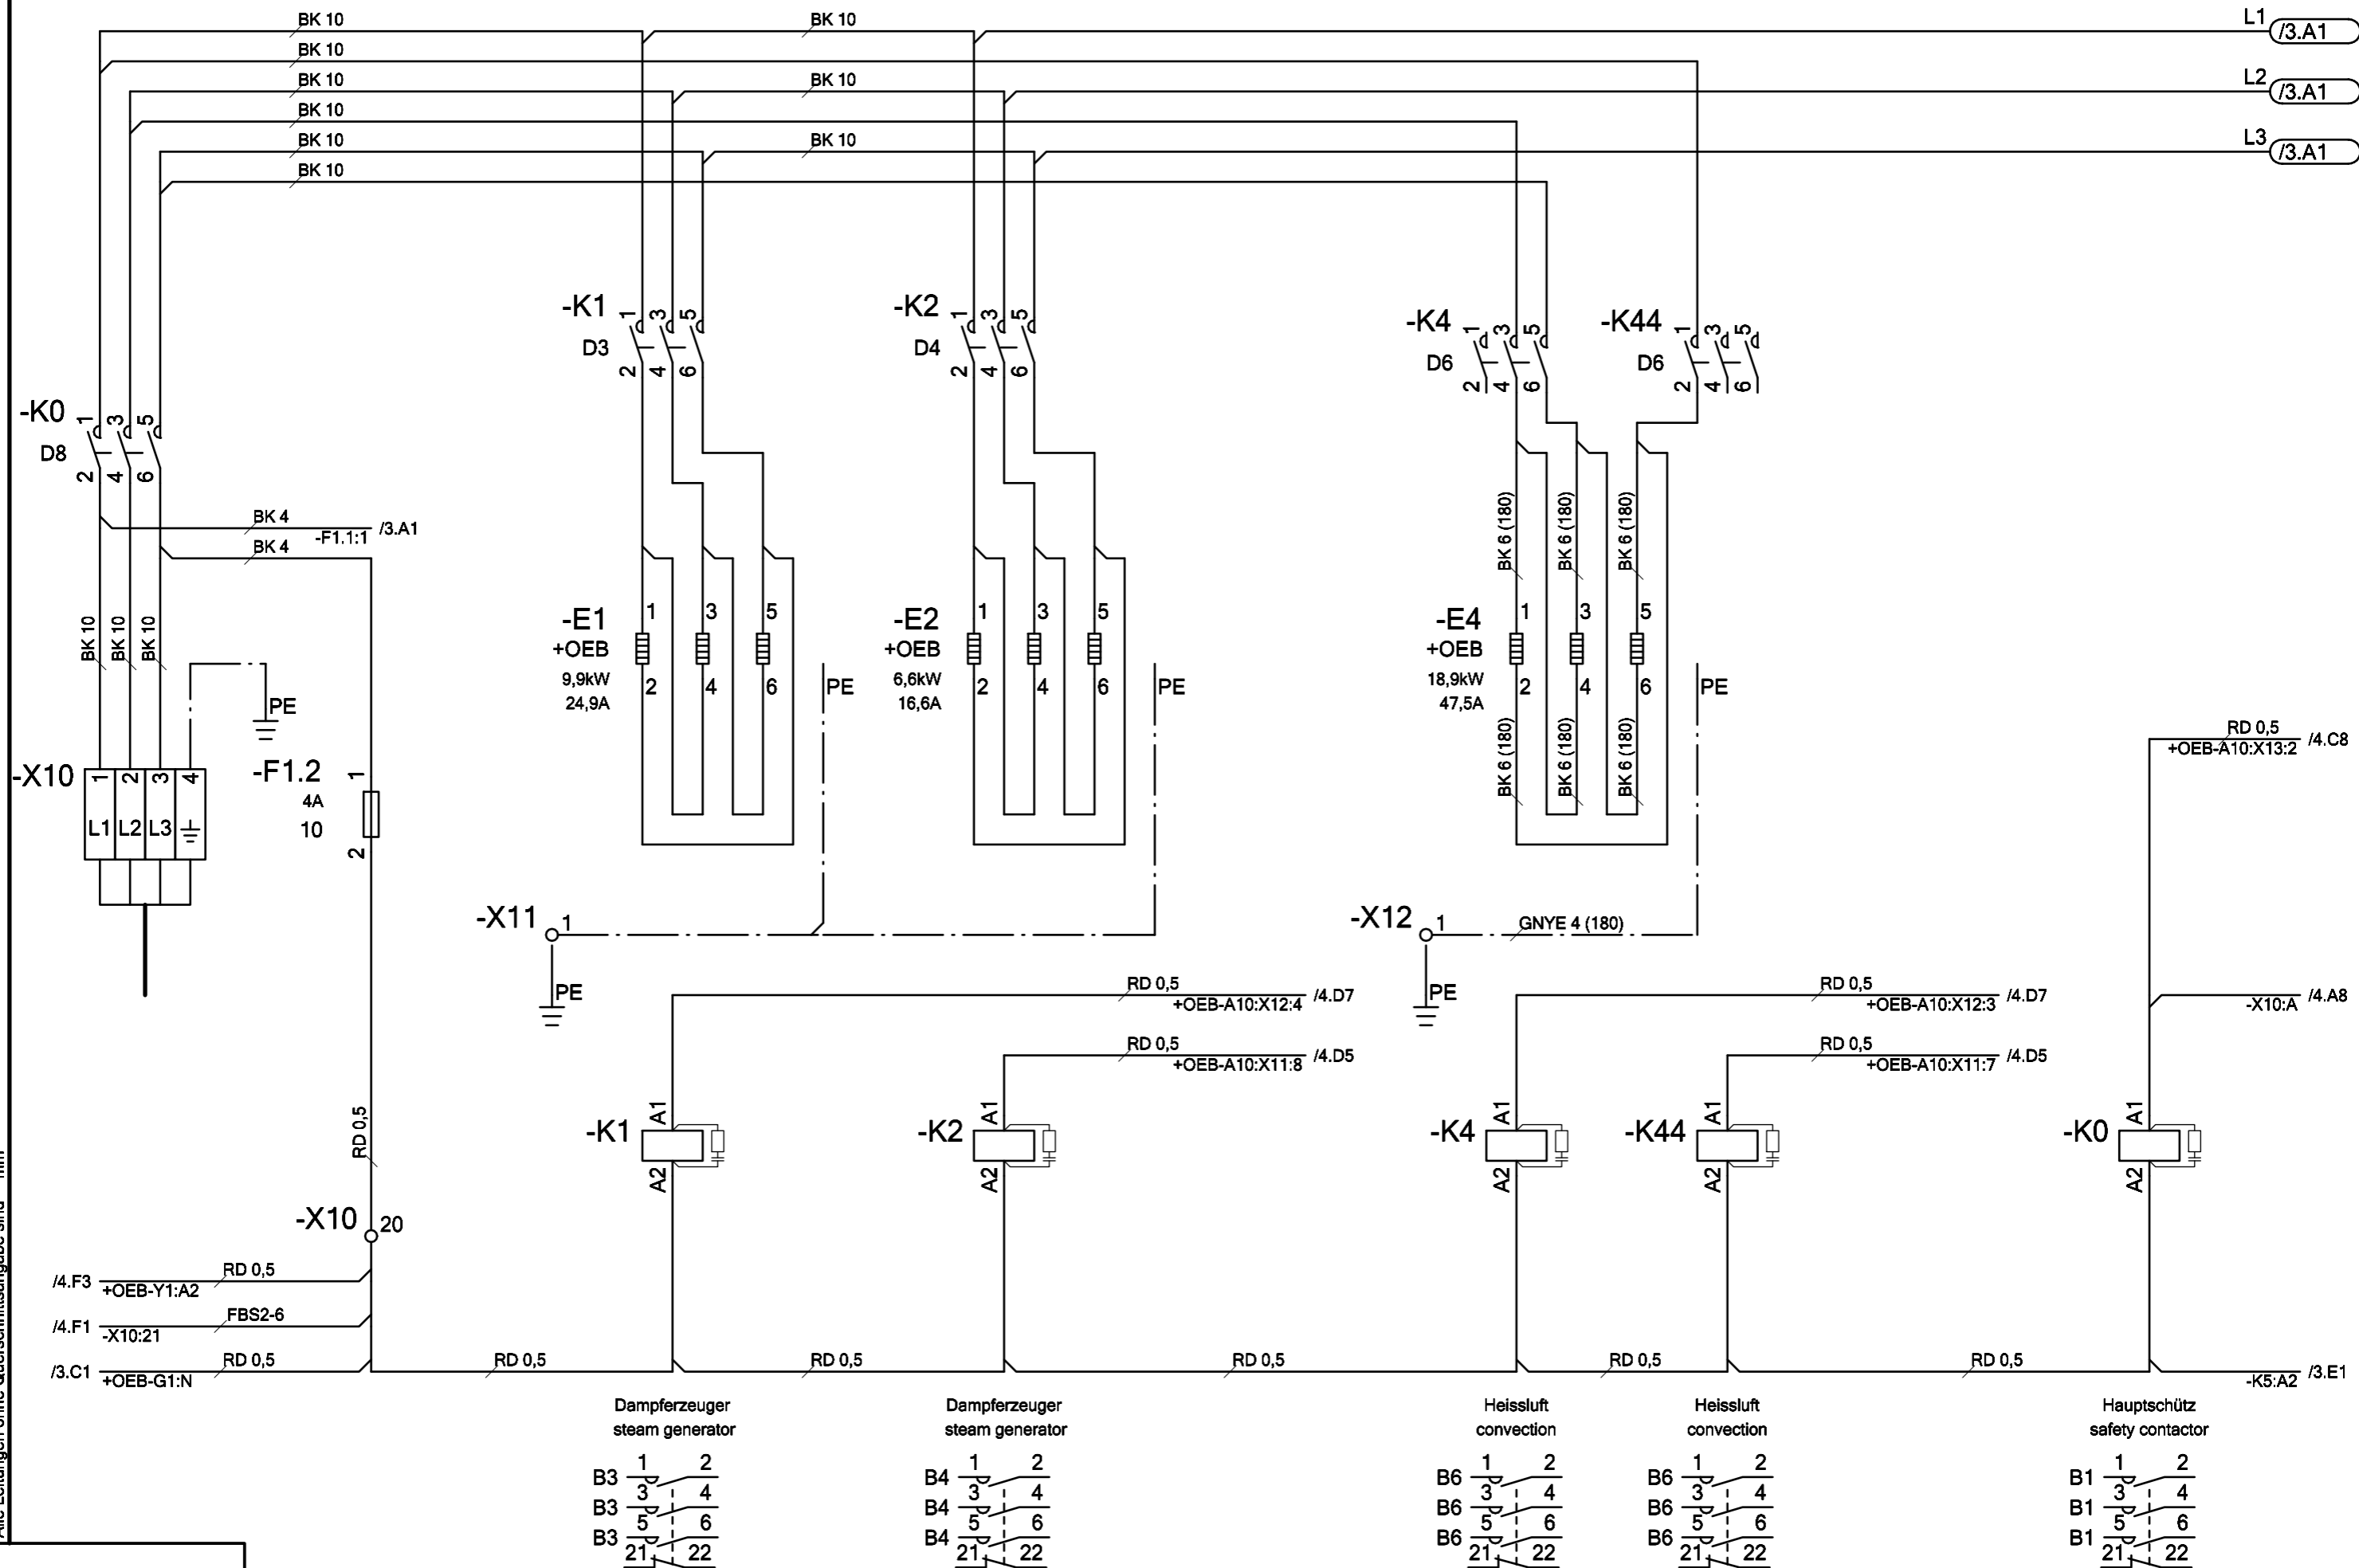 BK 10
BK 10
L1
/3.A1
BK 10
BK 10
BK 10
L2
/3.A1
BK 10
BK 10
BK 10
L3
/3.A1
BK 10
-K1
1
3
5
D3
2
4
6
-K2
1
3
5
D4
2
4
6
-K4
1
3
5
D6
2
4
6
-K44
1
3
5
D6
2
4
6
-K0
1
3
5
D8
2
4
6
BK 4
-F1.1:1
/3.A1
BK 4
BK 10
BK 10
BK 10
PE
-X10
1
2
3
4
L1
L2
L3
-F1.2
4A
10
1
2
-E1
+OEB
9,9kW
24,9A
1
3
5
2
4
6
PE
-E2
+OEB
6,6kW
16,6A
1
3
5
2
4
6
PE
BK 6 (180)
BK 6 (180)
BK 6 (180)
-E4
+OEB
18,9kW
47,5A
1
3
5
2
4
6
PE
BK 6 (180)
BK 6 (180)
BK 6 (180)
RD 0,5
+OEB-A10:X13:2
/4.C8
-X11
1
PE
-X12
1
GNYE 4 (180)
PE
RD 0,5
+OEB-A10:X12:4
/4.D7
RD 0,5
+OEB-A10:X12:3
/4.D7
-X10:A
/4.A8
RD 0,5
+OEB-A10:X11:8
/4.D5
RD 0,5
+OEB-A10:X11:7
/4.D5
RD 0,5
-K1
A1
A2
-K2
A1
A2
-K4
A1
A2
-K44
A1
A2
-K0
A1
A2
-X10
20
/4.F3
RD 0,5
+OEB-Y1:A2
/4.F1
FBS2-6
-X10:21
/3.C1
RD 0,5
+OEB-G1:N
RD 0,5
RD 0,5
RD 0,5
RD 0,5
RD 0,5
-K5:A2
/3.E1
Dampferzeuger
steam generator
Dampferzeuger
steam generator
Heissluft
convection
Heissluft
convection
Hauptschütz
safety contactor
B3 1 2
B3 3 4
B3 5 6
21 22
B4 1 2
B4 3 4
B4 5 6
21 22
B6 1 2
B6 3 4
B6 5 6
21 22
B6 1 2
B6 3 4
B6 5 6
21 22
B1 1 2
B1 3 4
B1 5 6
21 22
Alle Leitungen ohne Querschnittsangabe sind